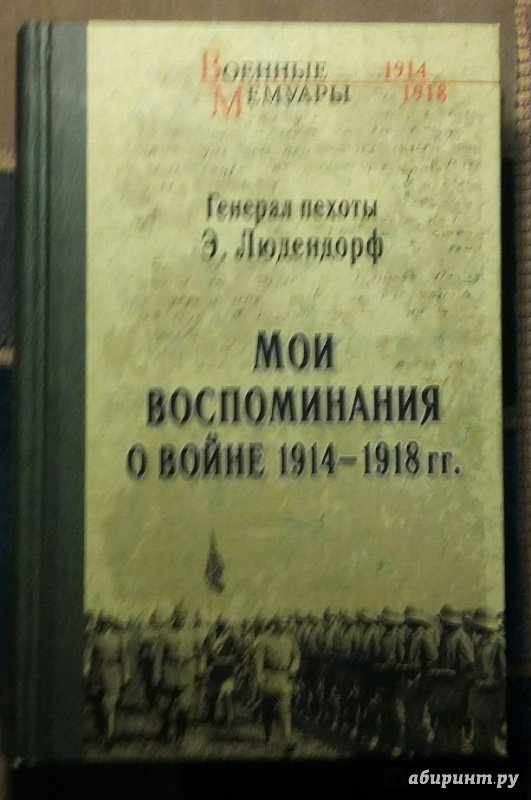 Военные 1914
Мемуары 1918
Генерал пехоты
Э. Людендорф
Мои
воспоминания
о войне 1914–1918 гг.
абиринт.ру